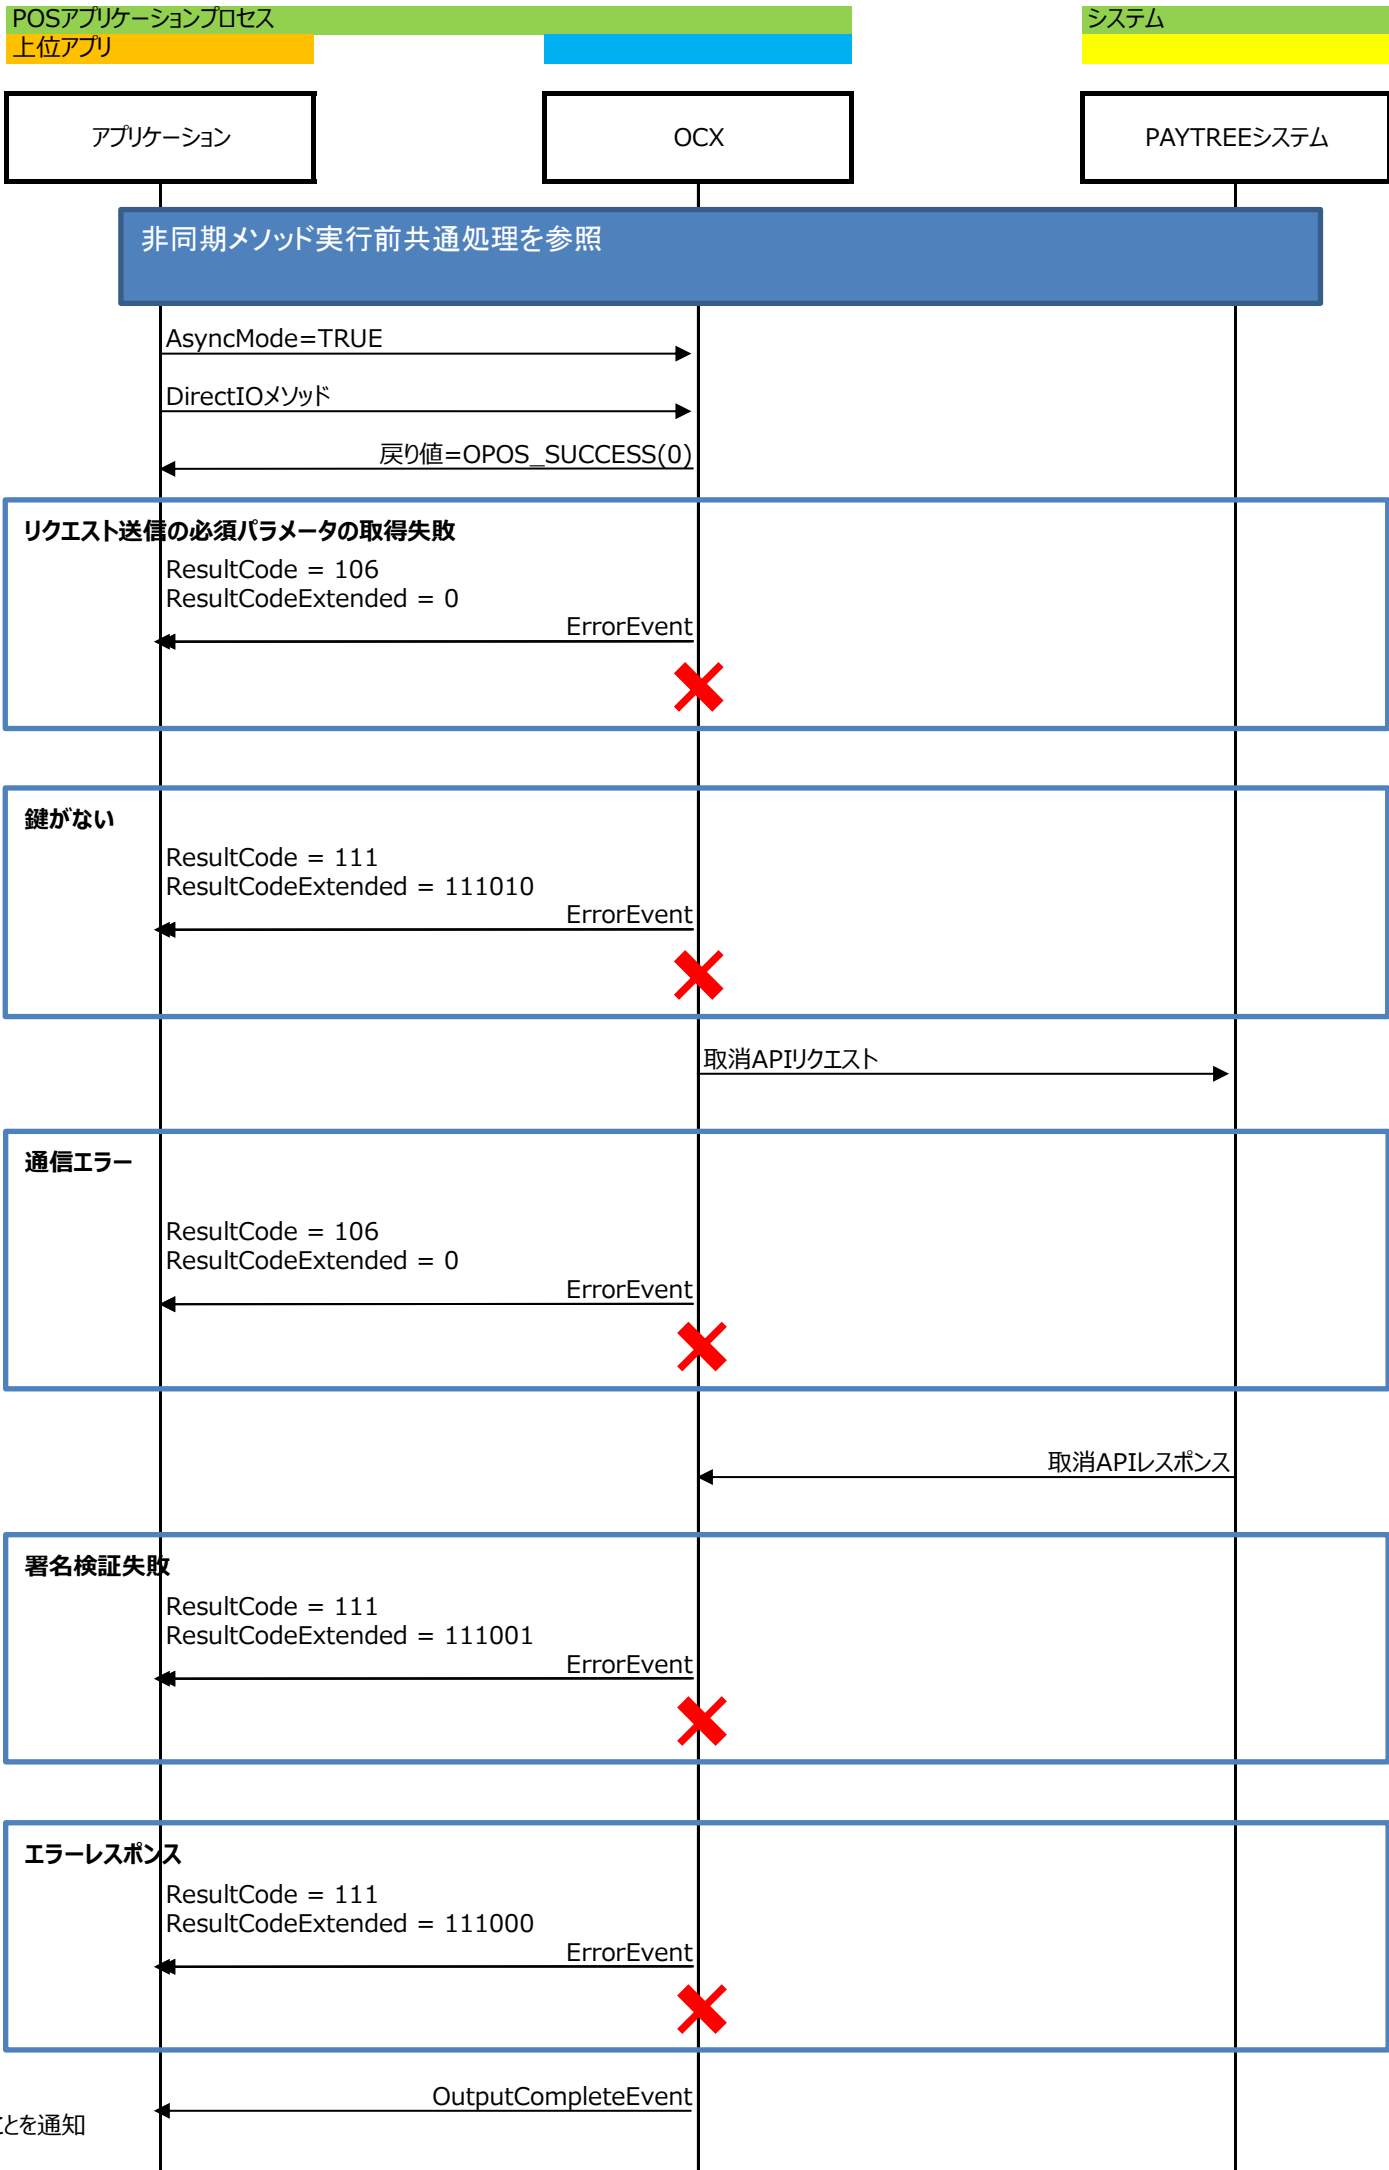 POSアプリケーションプロセス
システム
上位アプリ
アプリケーション
OCX
PAYTREEシステム
非同期メソッド実行前共通処理を参照
AsyncMode=TRUE
DirectIOメソッド
戻り値=OPOS_SUCCESS(0)
リクエスト送信の必須パラメータの取得失敗
ResultCode = 106
ResultCodeExtended = 0
ErrorEvent
鍵がない
ResultCode = 111
ResultCodeExtended = 111010
ErrorEvent
取消APIリクエスト
通信エラー
ResultCode = 106
ResultCodeExtended = 0
ErrorEvent
取消APIレスポンス
署名検証失敗
ResultCode = 111
ResultCodeExtended = 111001
ErrorEvent
エラーレスポンス
ResultCode = 111
ResultCodeExtended = 111000
ErrorEvent
OutputCompleteEvent
とを通知